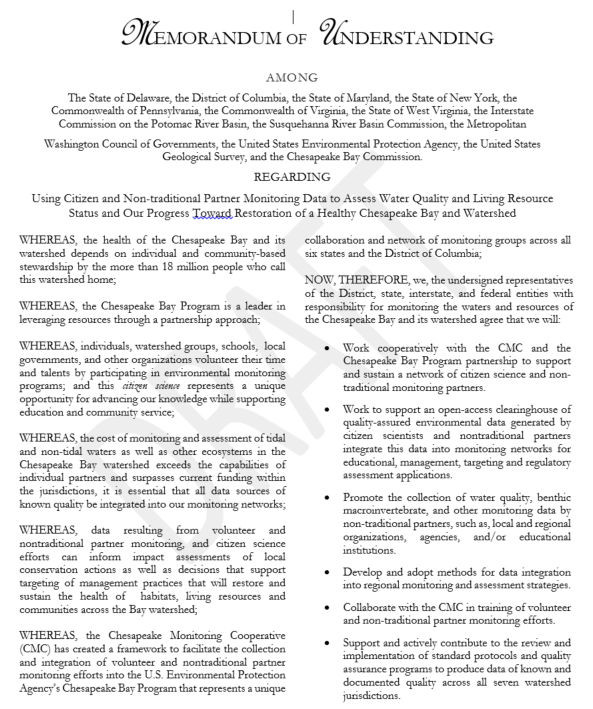 MEMORANDUM OF UNDERSTANDING
AMONG
The State of Delaware, the District of Columbia, the State of Maryland, the State of New York, the
Commonwealth of Pennsylvania, the Commonwealth of Virginia, the State of West Virginia, the Interstate
Commission on the Potomac River Basin, the Susquehanna River Basin Commission, the Metropolitan
Washington Council of Governments, the United States Environmental Protection Agency, the United States
Geological Survey, and the Chesapeake Bay Commission.
REGARDING
Using Citizen and Non-traditional Partner Monitoring Data to Assess Water Quality and Living Resource
Status and Our Progress Toward Restoration of a Healthy Chesapeake Bay and Watershed
WHEREAS, the health of the Chesapeake Bay and its
watershed depends on individual and community-based
stewardship by the more than 18 million people who call
this watershed home;
WHEREAS, the Chesapeake Bay Program is a leader in
leveraging resources through a partnership approach;
WHEREAS, individuals, watershed groups, schools, local
governments, and other organizations volunteer their time
and talents by participating in environmental monitoring
programs; and this citizen science represents a unique
opportunity for advancing our knowledge while supporting
education and community service;
WHEREAS, the cost of monitoring and assessment of tidal
and non-tidal waters as well as other ecosystems in the
Chesapeake Bay watershed exceeds the capabilities of
individual partners and surpasses current funding within
the jurisdictions, it is essential that all data sources of
known quality be integrated into our monitoring networks;
WHEREAS, data resulting from volunteer and
nontraditional partner monitoring, and citizen science
efforts can inform impact assessments of local
conservation actions as well as decisions that support
targeting of management practices that will restore and
sustain the health of habitats, living resources and
communities across the Bay watershed;
WHEREAS, the Chesapeake Monitoring Cooperative
(CMC) has created a framework to facilitate the collection
and integration of volunteer and nontraditional partner
monitoring efforts into the U.S. Environmental Protection
Agency's Chesapeake Bay Program that represents a unique
collaboration and network of monitoring groups across all
six states and the District of Columbia;
NOW, THEREFORE, we, the undersigned representatives
of the District, state, interstate, and federal entities with
responsibility for monitoring the waters and resources of
the Chesapeake Bay and its watershed agree that we will:
• Work cooperatively with the CMC and the
Chesapeake Bay Program partnership to support
and sustain a network of citizen science and non-
traditional monitoring partners.
• Work to support an open-access clearinghouse of
quality-assured environmental data generated by
citizen scientists and nontraditional partners
integrate this data into monitoring networks for
educational, management, targeting and regulatory
assessment applications.
• Promote the collection of water quality, benthic
macroinvertebrate, and other monitoring data by
non-traditional partners, such as, local and regional
organizations, agencies, and/or educational
institutions.
• Develop and adopt methods for data integration
into regional monitoring and assessment strategies.
• Collaborate with the CMC in training of volunteer
and non-traditional partner monitoring efforts.
• Support and actively contribute to the review and
implementation of standard protocols and quality
assurance programs to produce data of known and
documented quality across all seven watershed
jurisdictions.
DRAFT